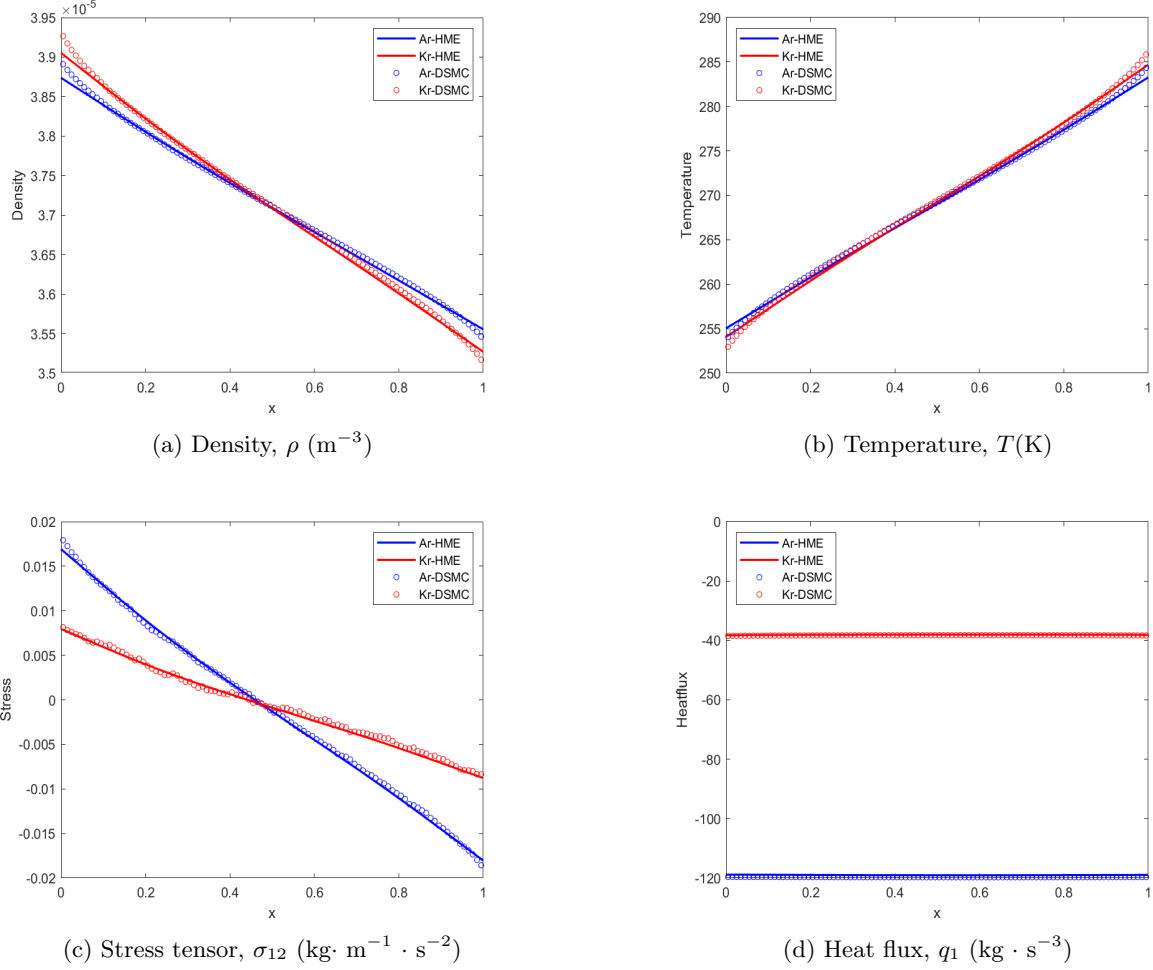 ×10⁻⁵
3.95
3.9
3.85
3.8
3.75
3.7
3.65
3.6
3.55
3.5
Density
0 0.2 0.4 0.6 0.8 1
x
Ar-HME
Kr-HME
Ar-DSMC
Kr-DSMC
(a) Density, ρ (m⁻³)
290
285
280
275
270
265
260
255
250
Temperature
0 0.2 0.4 0.6 0.8 1
x
Ar-HME
Kr-HME
Ar-DSMC
Kr-DSMC
(b) Temperature, T(K)
0.02
0.015
0.01
0.005
0
-0.005
-0.01
-0.015
-0.02
Stress
0 0.2 0.4 0.6 0.8 1
x
Ar-HME
Kr-HME
Ar-DSMC
Kr-DSMC
(c) Stress tensor, σ₁₂ (kg· m⁻¹ · s⁻²)
0
-20
-40
-60
-80
-100
-120
Heatflux
0 0.2 0.4 0.6 0.8 1
x
Ar-HME
Kr-HME
Ar-DSMC
Kr-DSMC
(d) Heat flux, q₁ (kg · s⁻³)